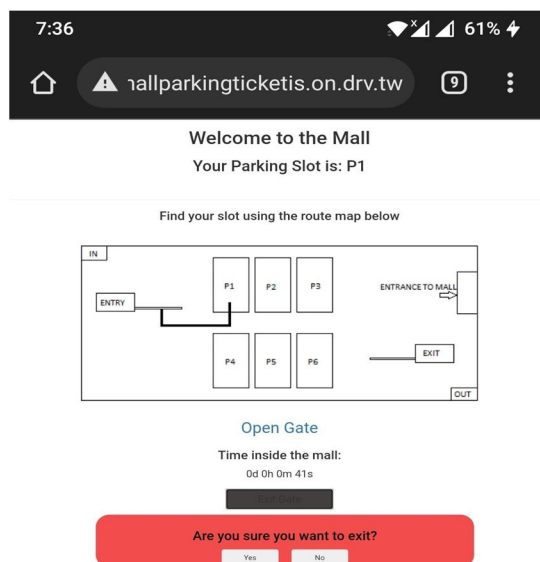 7:36
x
61%
nallparkingticketis.on.drv.tw
9
Welcome to the Mall
Your Parking Slot is: P1
Find your slot using the route map below
IN
P1 P2 P3
ENTRANCE TO MALL
ENTRY
P4 P5 P6
EXIT
OUT
Open Gate
Time inside the mall:
0d 0h 0m 41s
Exit Gate
Are you sure you want to exit?
Yes No